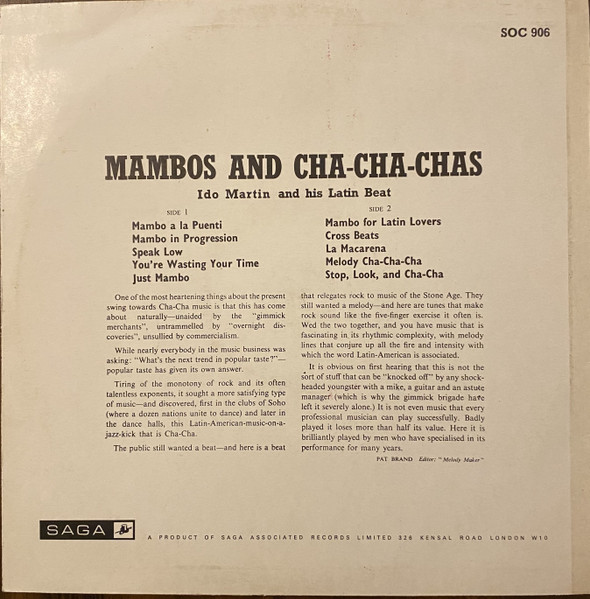 SOC 906
MAMBOS AND CHA-CHA-CHAS
Ido Martin and his Latin Beat
SIDE 1
Mambo a la Puenti
Mambo in Progression
Speak Low
You're Wasting Your Time
Just Mambo
SIDE 2
Mambo for Latin Lovers
Cross Beats
La Macarena
Melody Cha-Cha-Cha
Stop, Look, and Cha-Cha
One of the most heartening things about the present
swing towards Cha-Cha music is that this has come
about naturally—unaided by the "gimmick
merchants", untrammelled by "overnight dis-
coveries", unsullied by commercialism.
While nearly everybody in the music business was
asking: "What's the next trend in popular taste?"—
popular taste has given its own answer.
Tiring of the monotony of rock and its often
talentless exponents, it sought a more satisfying type
of music—and discovered, first in the clubs of Soho
(where a dozen nations unite to dance) and later in
the dance halls, this Latin-American-music-on-a-
jazz-kick that is Cha-Cha.
The public still wanted a beat—and here is a beat
that relegates rock to music of the Stone Age. They
still wanted a melody—and here are tunes that make
rock sound like the five-finger exercise it often is.
Wed the two together, and you have music that is
fascinating in its rhythmic complexity, with melody
lines that conjure up all the fire and intensity with
which the word Latin-American is associated.
It is obvious on first hearing that this is not the
sort of stuff that can be "knocked off" by any shock-
headed youngster with a mike, a guitar and an astute
manager (which is why the gimmick brigade have
left it severely alone.) It is not even music that every
professional musician can play successfully. Badly
played it loses more than half its value. Here it is
brilliantly played by men who have specialised in its
performance for many years.
PAT BRAND Editor: "Melody Maker"
SAGA
A PRODUCT OF SAGA ASSOCIATED RECORDS LIMITED 326 KENSAL ROAD LONDON W10